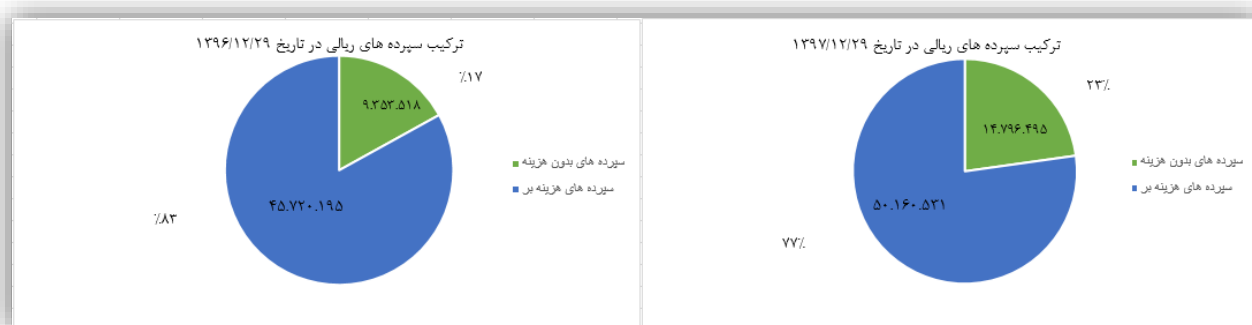 ترکیب سپرده های ریالی در تاریخ ۱۳۹۷/۱۲/۲۹
۲۳٪
۱۴.۷۹۶.۴۹۵
سپرده های بدون هزینه
سپرده های هزینه بر
۵۰.۱۶۰.۵۳۱
۷۷٪
ترکیب سپرده های ریالی در تاریخ ۱۳۹۶/۱۲/۲۹
٪۱۷
۹.۳۵۳.۵۱۸
سپرده های بدون هزینه
سپرده های هزینه بر
۴۵.۷۲۰.۱۹۵
٪۸۳